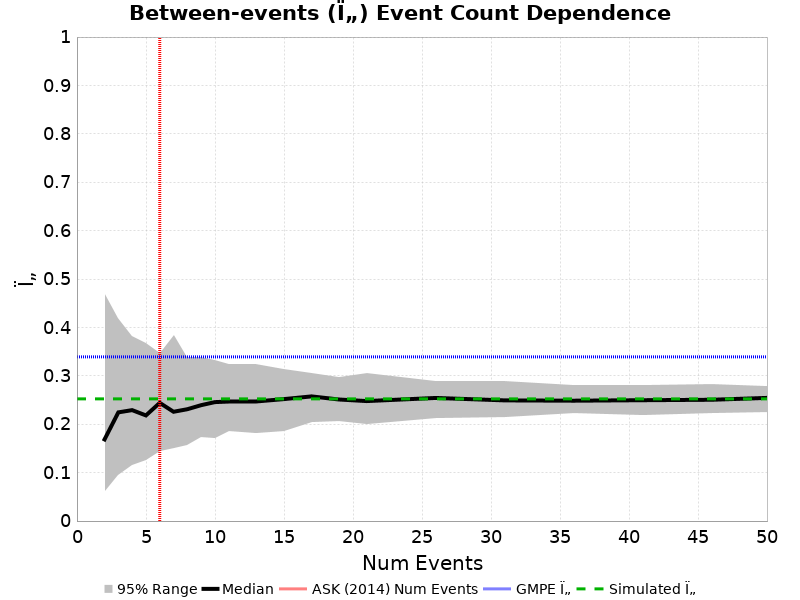 Between-events (Ï„) Event Count Dependence
1
0.9
0.8
0.7
0.6
0.5
0.4
0.3
0.2
0.1
0
Ï„
0 5 10 15 20 25 30 35 40 45 50
Num Events
95% Range Median ASK (2014) Num Events GMPE Ï„ Simulated Ï„